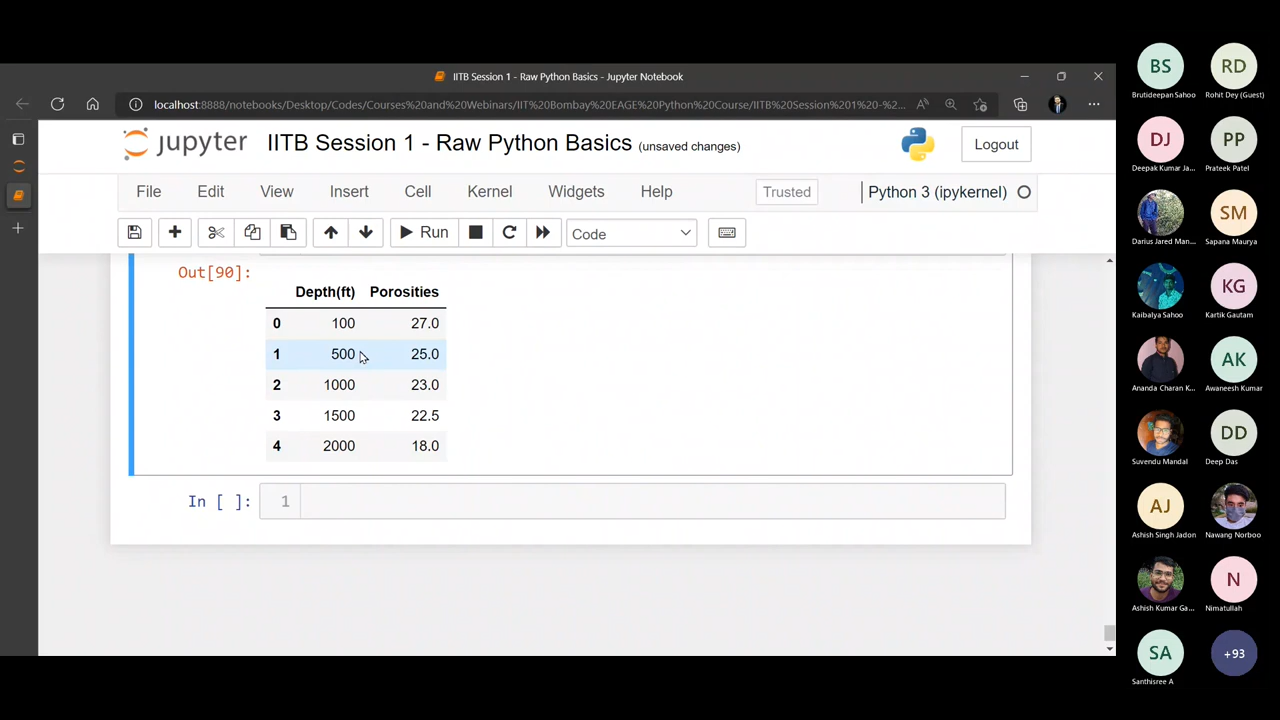 IITB Session 1 - Raw Python Basics - Jupyter Notebook
localhost:8888/notebooks/Desktop/Codes/Courses%20and%20Webinars/IIT%20Bombay%20EAGE%20Python%20Course/IITB%20Session%201%20-%2...
jupyter IITB Session 1 - Raw Python Basics (unsaved changes)
Logout
File Edit View Insert Cell Kernel Widgets Help Trusted Python 3 (ipykernel)
Run Code
Out[90]:
Depth(ft) Porosities
0 100 27.0
1 500 25.0
2 1000 23.0
3 1500 22.5
4 2000 18.0
In [ ]: 1
BS RD
Brutideepan Sahoo Rohit Dey (Guest)
DJ PP
Deepak Kumar Ja... Prateek Patel
SM
Darius Jared Man... Sapana Maurya
KG
Kaibalya Sahoo Kartik Gautam
AK
Ananda Charan K... Awaneesh Kumar
DD
Suvendu Mandal Deep Das
AJ
Ashish Singh Jadon Nawang Norboo
N
Ashish Kumar Ga... Nimatullah
SA +93
Santhisree A